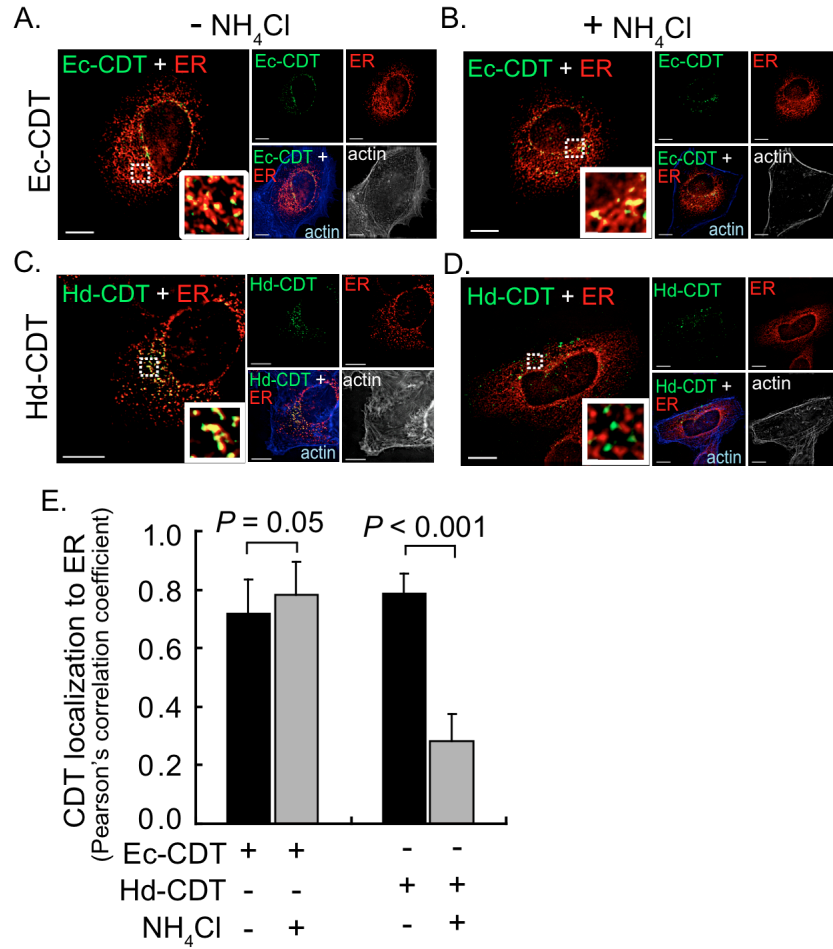 A.
- NH4Cl
B.
+ NH4Cl
Ec-CDT
Ec-CDT + ER
Ec-CDT
ER
Ec-CDT +
ER
actin
actin
Ec-CDT + ER
Ec-CDT
ER
Ec-CDT +
ER
actin
actin
C.
D.
Hd-CDT
Hd-CDT + ER
Hd-CDT
ER
Hd-CDT +
ER
actin
actin
Hd-CDT + ER
Hd-CDT
ER
Hd-CDT +
ER
actin
actin
E.
CDT localization to ER
(Pearson's correlation coefficient)
1.0
0.8
0.6
0.4
0.2
0.0
P = 0.05
P < 0.001
Ec-CDT + + - -
Hd-CDT - - + +
NH4Cl - + - +